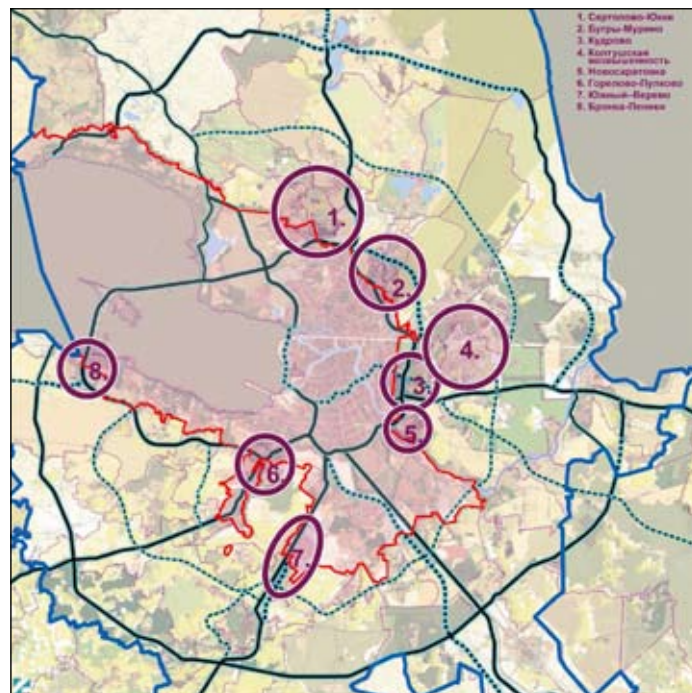 1. Сертолово-Юкки
2. Бугры-Мурино
3. Кудрово
4. Колтушская
возвышенность
5. Новосаратовка
6. Горелово-Пулково
7. Южный-Верево
8. Бронка-Пеники
1.
2.
4.
8.
3.
5.
6.
7.